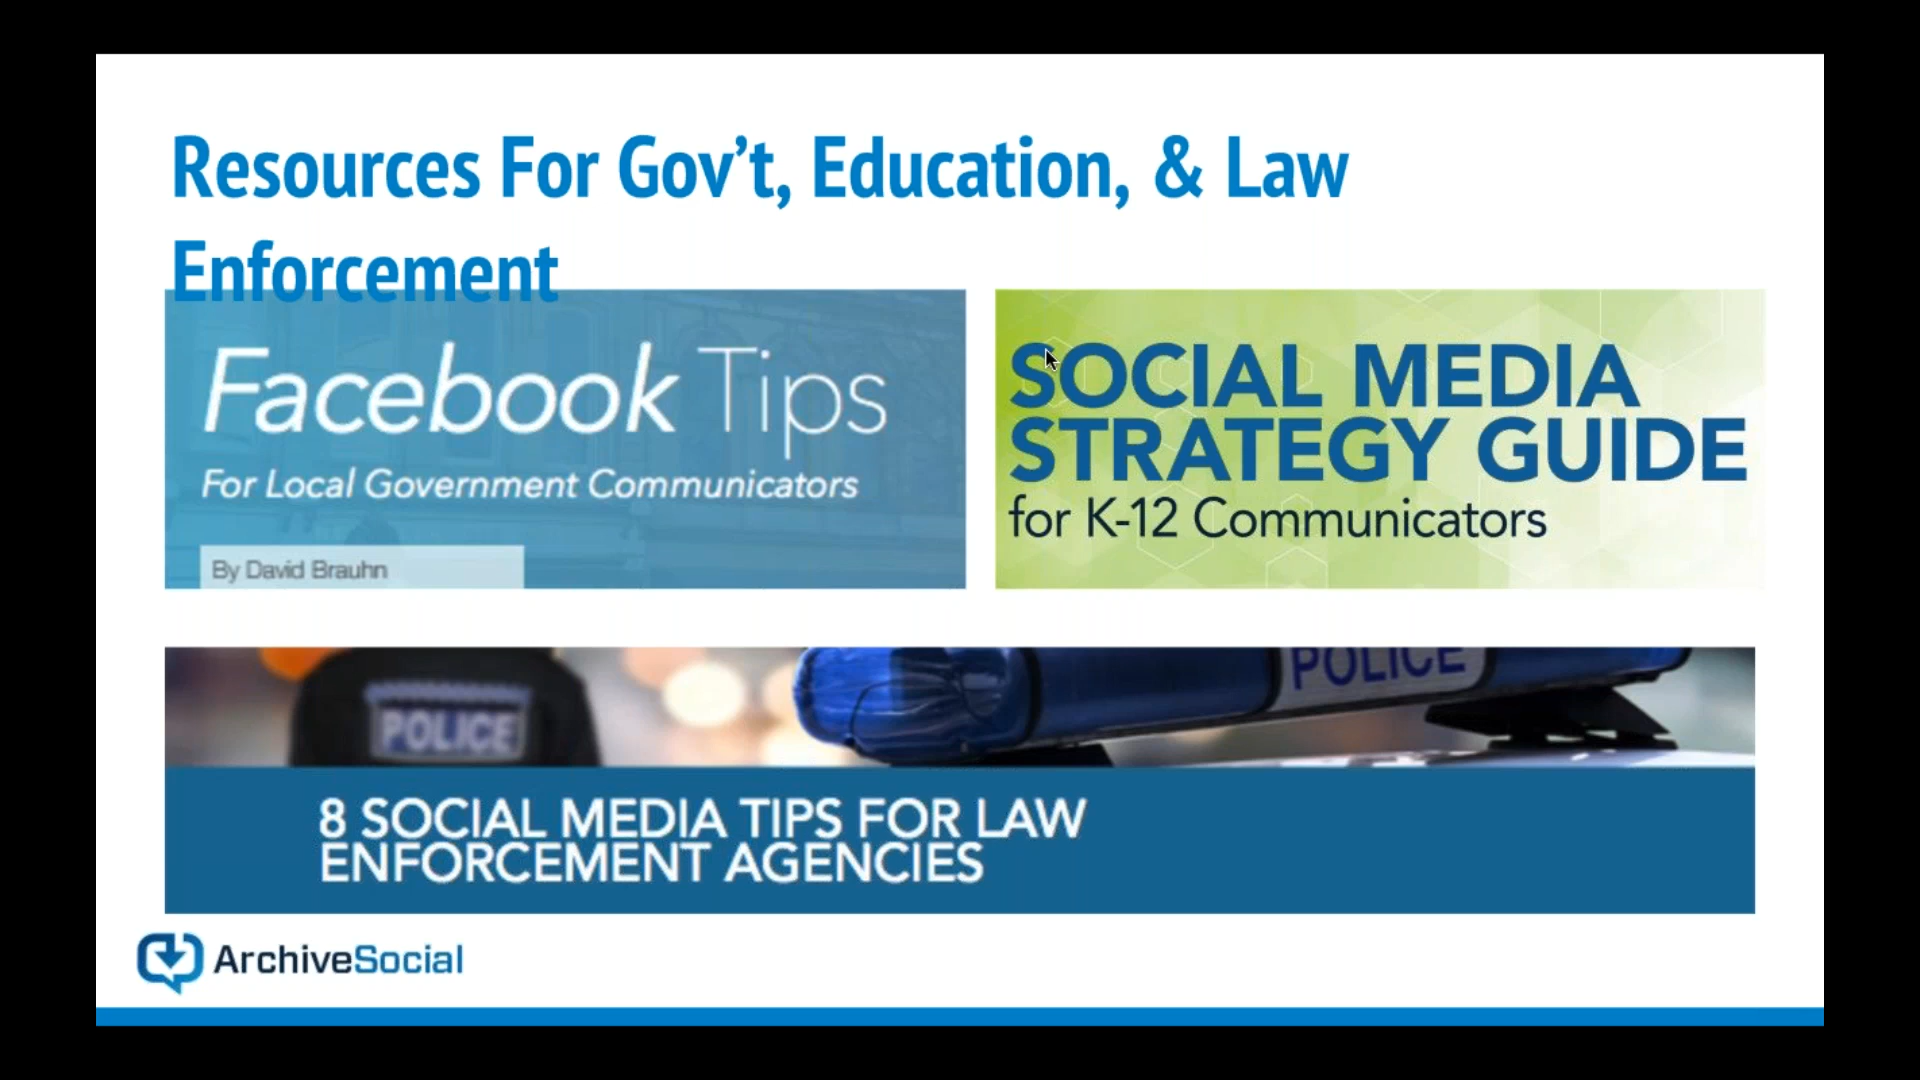 Resources For Gov’t, Education, & Law
Enforcement
Facebook Tips
For Local Government Communicators
By David Brauhn
SOCIAL MEDIA
STRATEGY GUIDE
for K-12 Communicators
POLICE
POLICE
8 SOCIAL MEDIA TIPS FOR LAW
ENFORCEMENT AGENCIES
ArchiveSocial